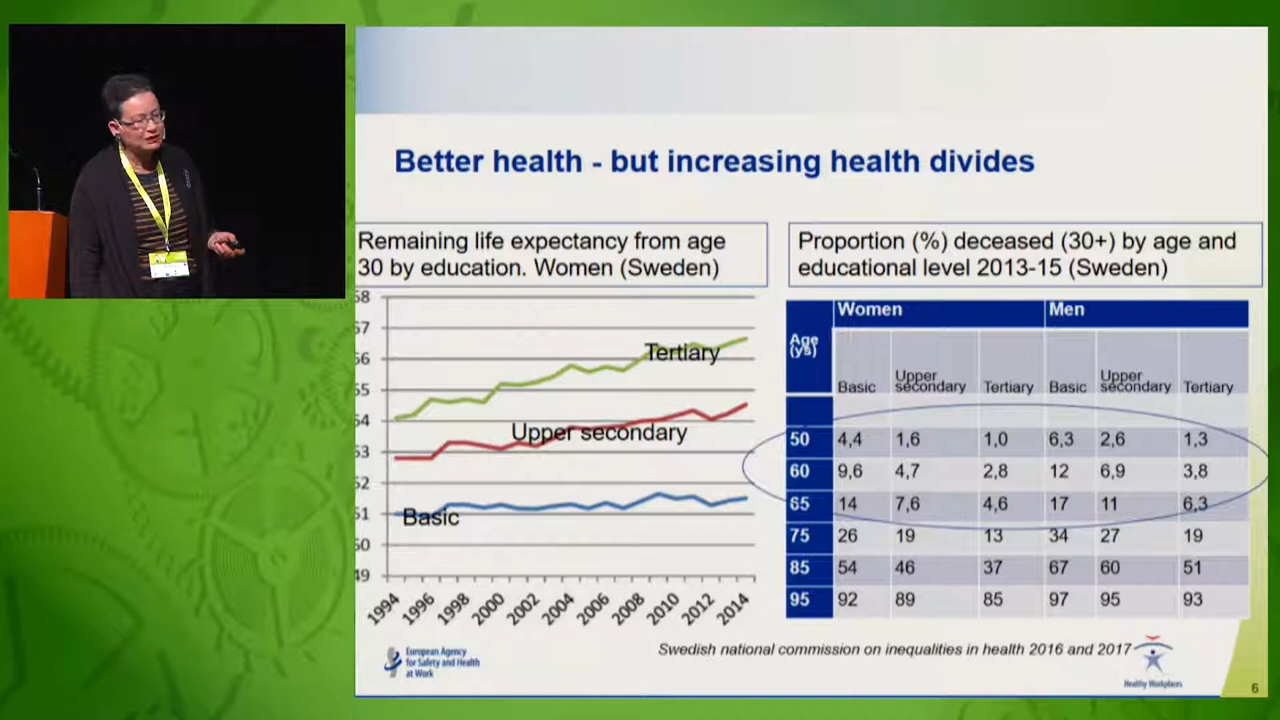 Better health - but increasing health divides
Remaining life expectancy from age
30 by education. Women (Sweden)
58
57
56
55
54
53
52
51
50
49
Tertiary
Upper secondary
Basic
1994 1996 1998 2000 2002 2004 2006 2008 2010 2012 2014
Proportion (%) deceased (30+) by age and
educational level 2013-15 (Sweden)
Age
(ys)
Women Men
Basic Upper secondary Tertiary Basic Upper secondary Tertiary
50 4,4 1,6 1,0 6,3 2,6 1,3
60 9,6 4,7 2,8 12 6,9 3,8
65 14 7,6 4,6 17 11 6,3
75 26 19 13 34 27 19
85 54 46 37 67 60 51
95 92 89 85 97 95 93
Swedish national commission on inequalities in health 2016 and 2017
European Agency
for Safety and Health
at Work
Healthy Workplaces
6